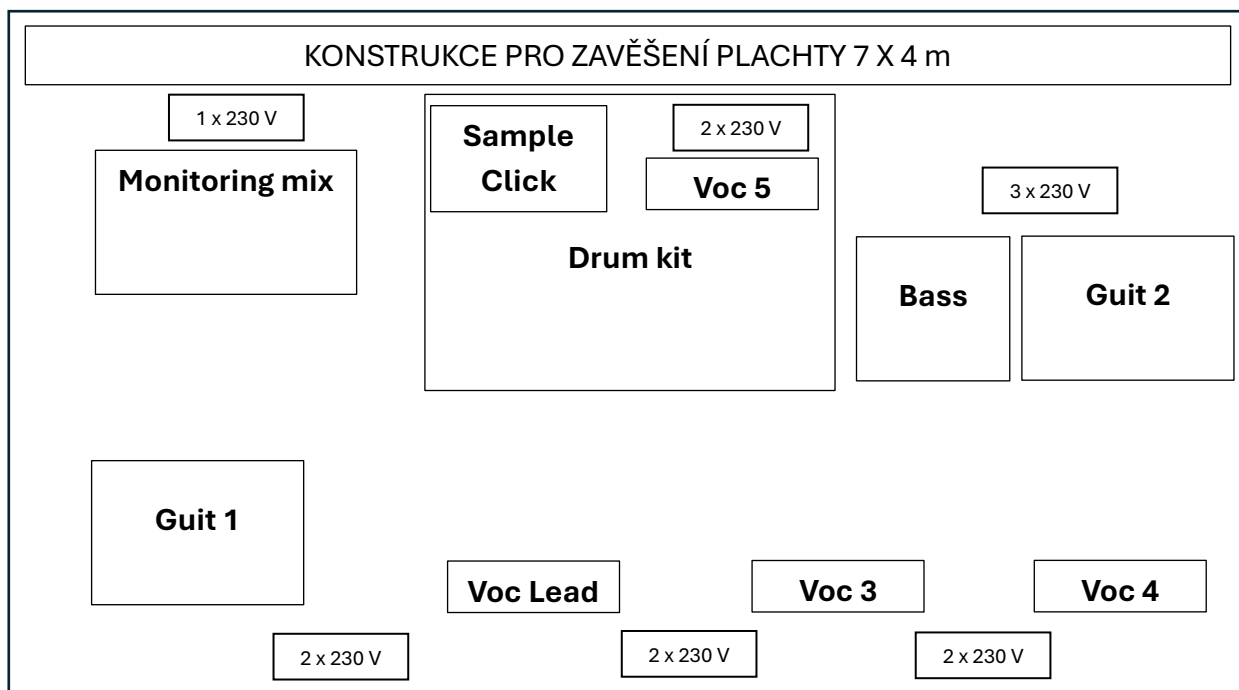 KONSTRUKCE PRO ZAVĚŠENÍ PLACHTY 7 X 4 m
1 x 230 V
Monitoring mix
Sample
Click
2 x 230 V
Voc 5
Drum kit
3 x 230 V
Bass
Guit 2
Guit 1
Voc Lead
Voc 3
Voc 4
2 x 230 V
2 x 230 V
2 x 230 V